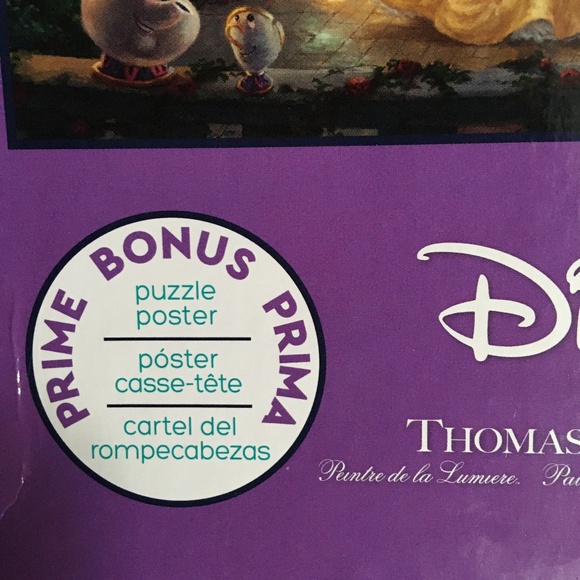 PRIME BONUS PRIMA
puzzle
poster
póster
casse-tête
cartel del
rompecabezas
THOMAS
Peintre de la Lumiere.